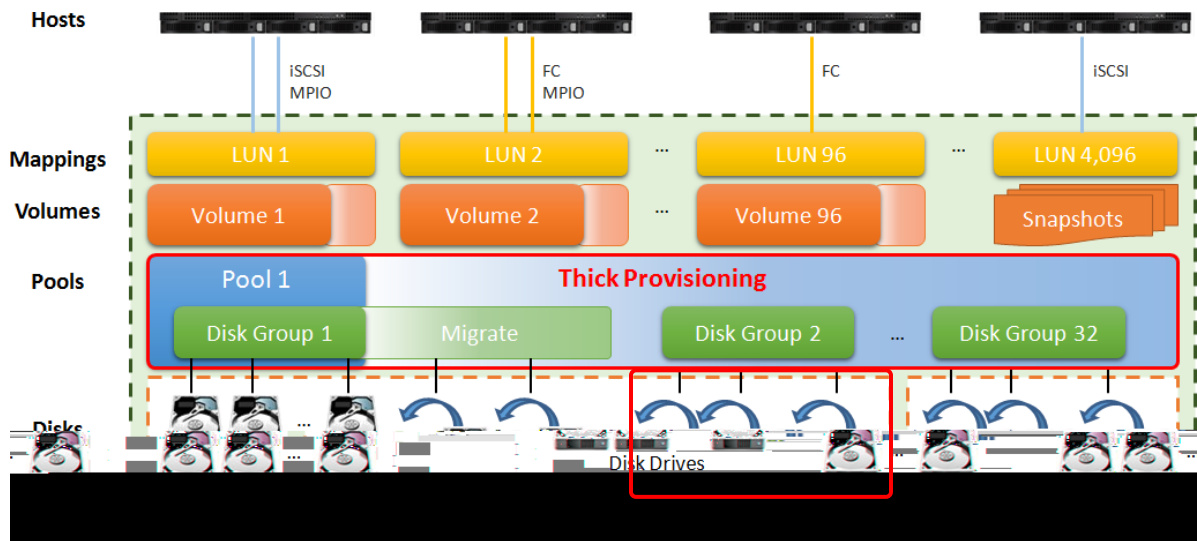 Hosts
iSCSI
MPIO
FC
MPIO
FC
iSCSI
Mappings
LUN 1
LUN 2
...
LUN 96
...
LUN 4,096
Volumes
Volume 1
Volume 2
...
Volume 96
Snapshots
Pools
Pool 1
Thick Provisioning
Disk Group 1
Migrate
Disk Group 2
...
Disk Group 32
Disks
...
...
...
...
...
Disk Drives